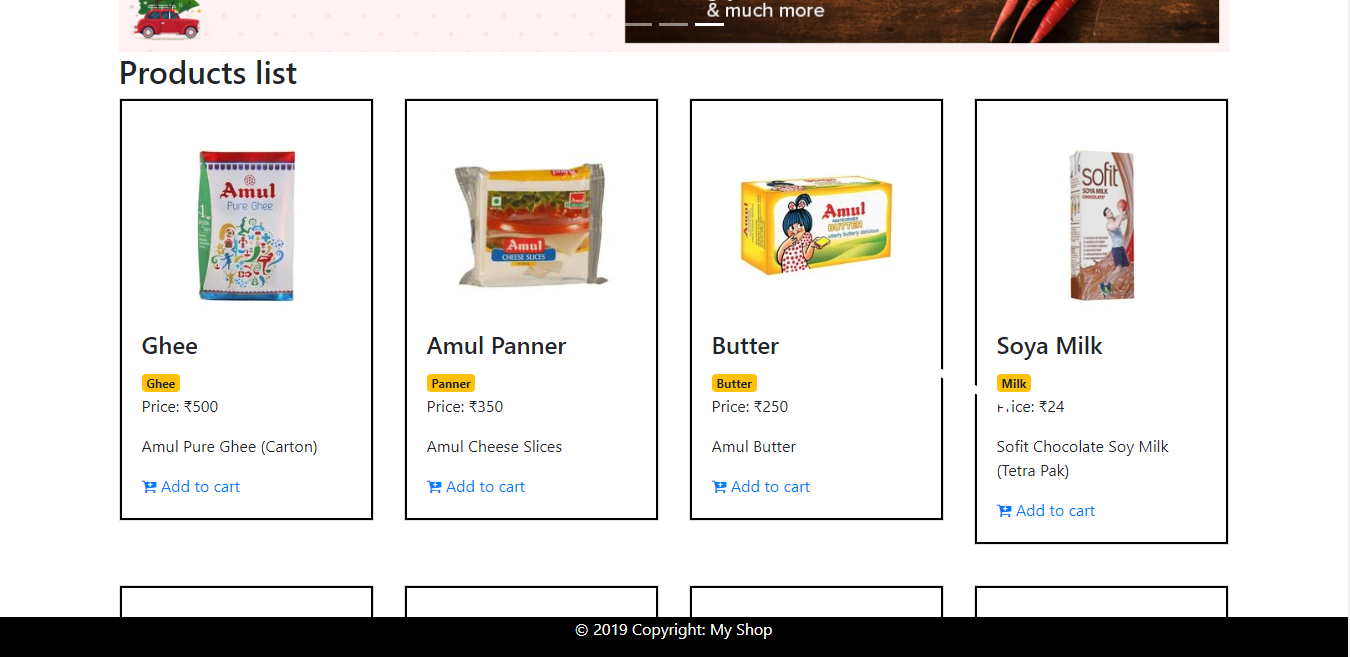 & much more
Products list
Amul
Pure Ghee
Amul
CHEESE SLICES
Amul
Amul
PASTEURISED
BUTTER
utterly butterly delicious
sofit
SOYA MILK
CHOCOLATE
Ghee
Amul Panner
Butter
Soya Milk
Ghee
Panner
Butter
Milk
Price: ₹500
Price: ₹350
Price: ₹250
Price: ₹24
Amul Pure Ghee (Carton)
Amul Cheese Slices
Amul Butter
Sofit Chocolate Soy Milk
(Tetra Pak)
Add to cart
Add to cart
Add to cart
Add to cart
© 2019 Copyright: My Shop